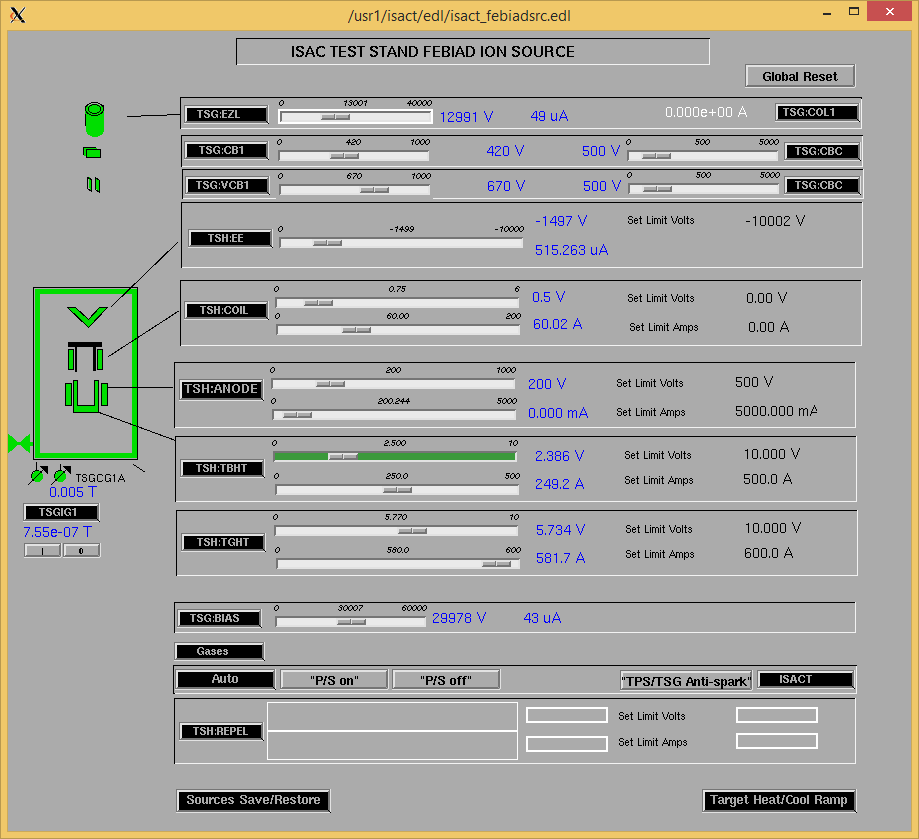 /usr1/isact/edl/isact_febiadsrc.edl
ISAC TEST STAND FEBIAD ION SOURCE
Global Reset
TSG:EZL 0 13001 40000 12991 V 49 uA 0.000e+00 A TSG:COL1
TSG:CB1 0 420 1000 420 V 500 V 0 500 5000 TSG:CBC
TSG:VCB1 0 670 1000 670 V 500 V 0 500 5000 TSG:CBC
TSH:EE 0 -1499 -10000 -1497 V Set Limit Volts -10002 V
515.263 uA
TSH:COIL 0 0.75 6 0.5 V Set Limit Volts 0.00 V
0 60.00 200 60.02 A Set Limit Amps 0.00 A
TSH:ANODE 0 200 1000 200 V Set Limit Volts 500 V
0 200.244 5000 0.000 mA Set Limit Amps 5000.000 mA
TSH:TBHT 0 2.500 10 2.386 V Set Limit Volts 10.000 V
0 250.0 500 249.2 A Set Limit Amps 500.0 A
TSGCG1A
0.005 T
TSGIG1
7.55e-07 T
I 0
TSH:TGHT 0 5.770 10 5.734 V Set Limit Volts 10.000 V
0 580.0 600 581.7 A Set Limit Amps 600.0 A
TSG:BIAS 0 30007 60000 29978 V 43 uA
Gases
Auto "P/S on" "P/S off" "TPS/TSG Anti-spark" ISACT
TSH:REPEL Set Limit Volts
Set Limit Amps
Sources Save/Restore Target Heat/Cool Ramp